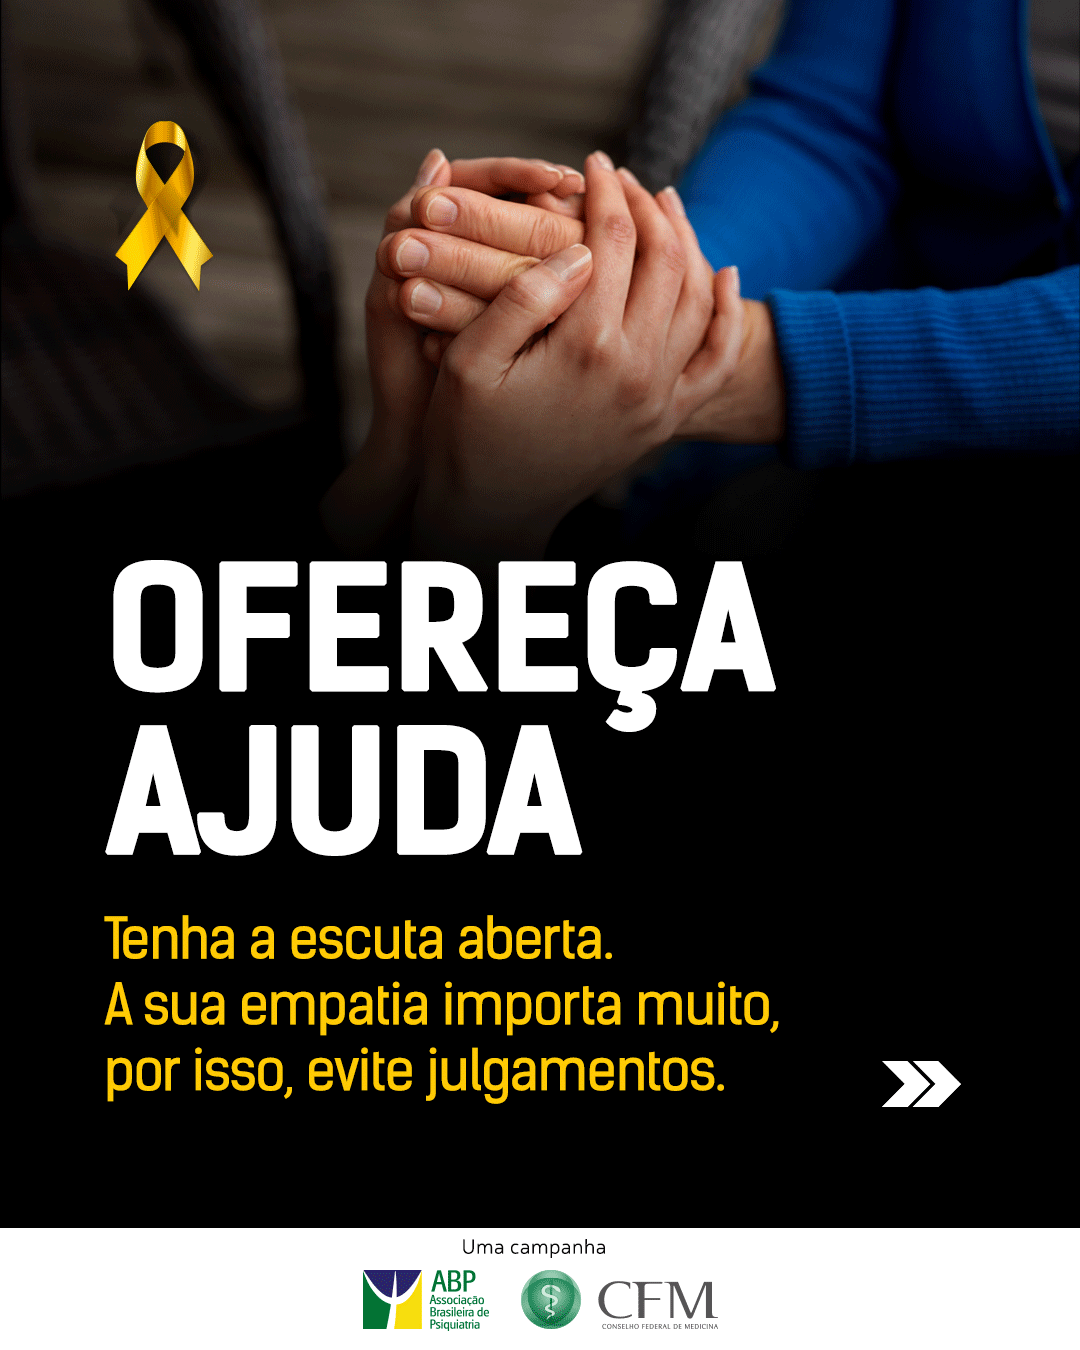 OFEREÇA
AJUDA
Tenha a escuta aberta.
A sua empatia importa muito,
por isso, evite julgamentos.
Uma campanha
ABP
Associação
Brasileira de
Psiquiatria
CFM
CONSELHO FEDERAL DE MEDICINA